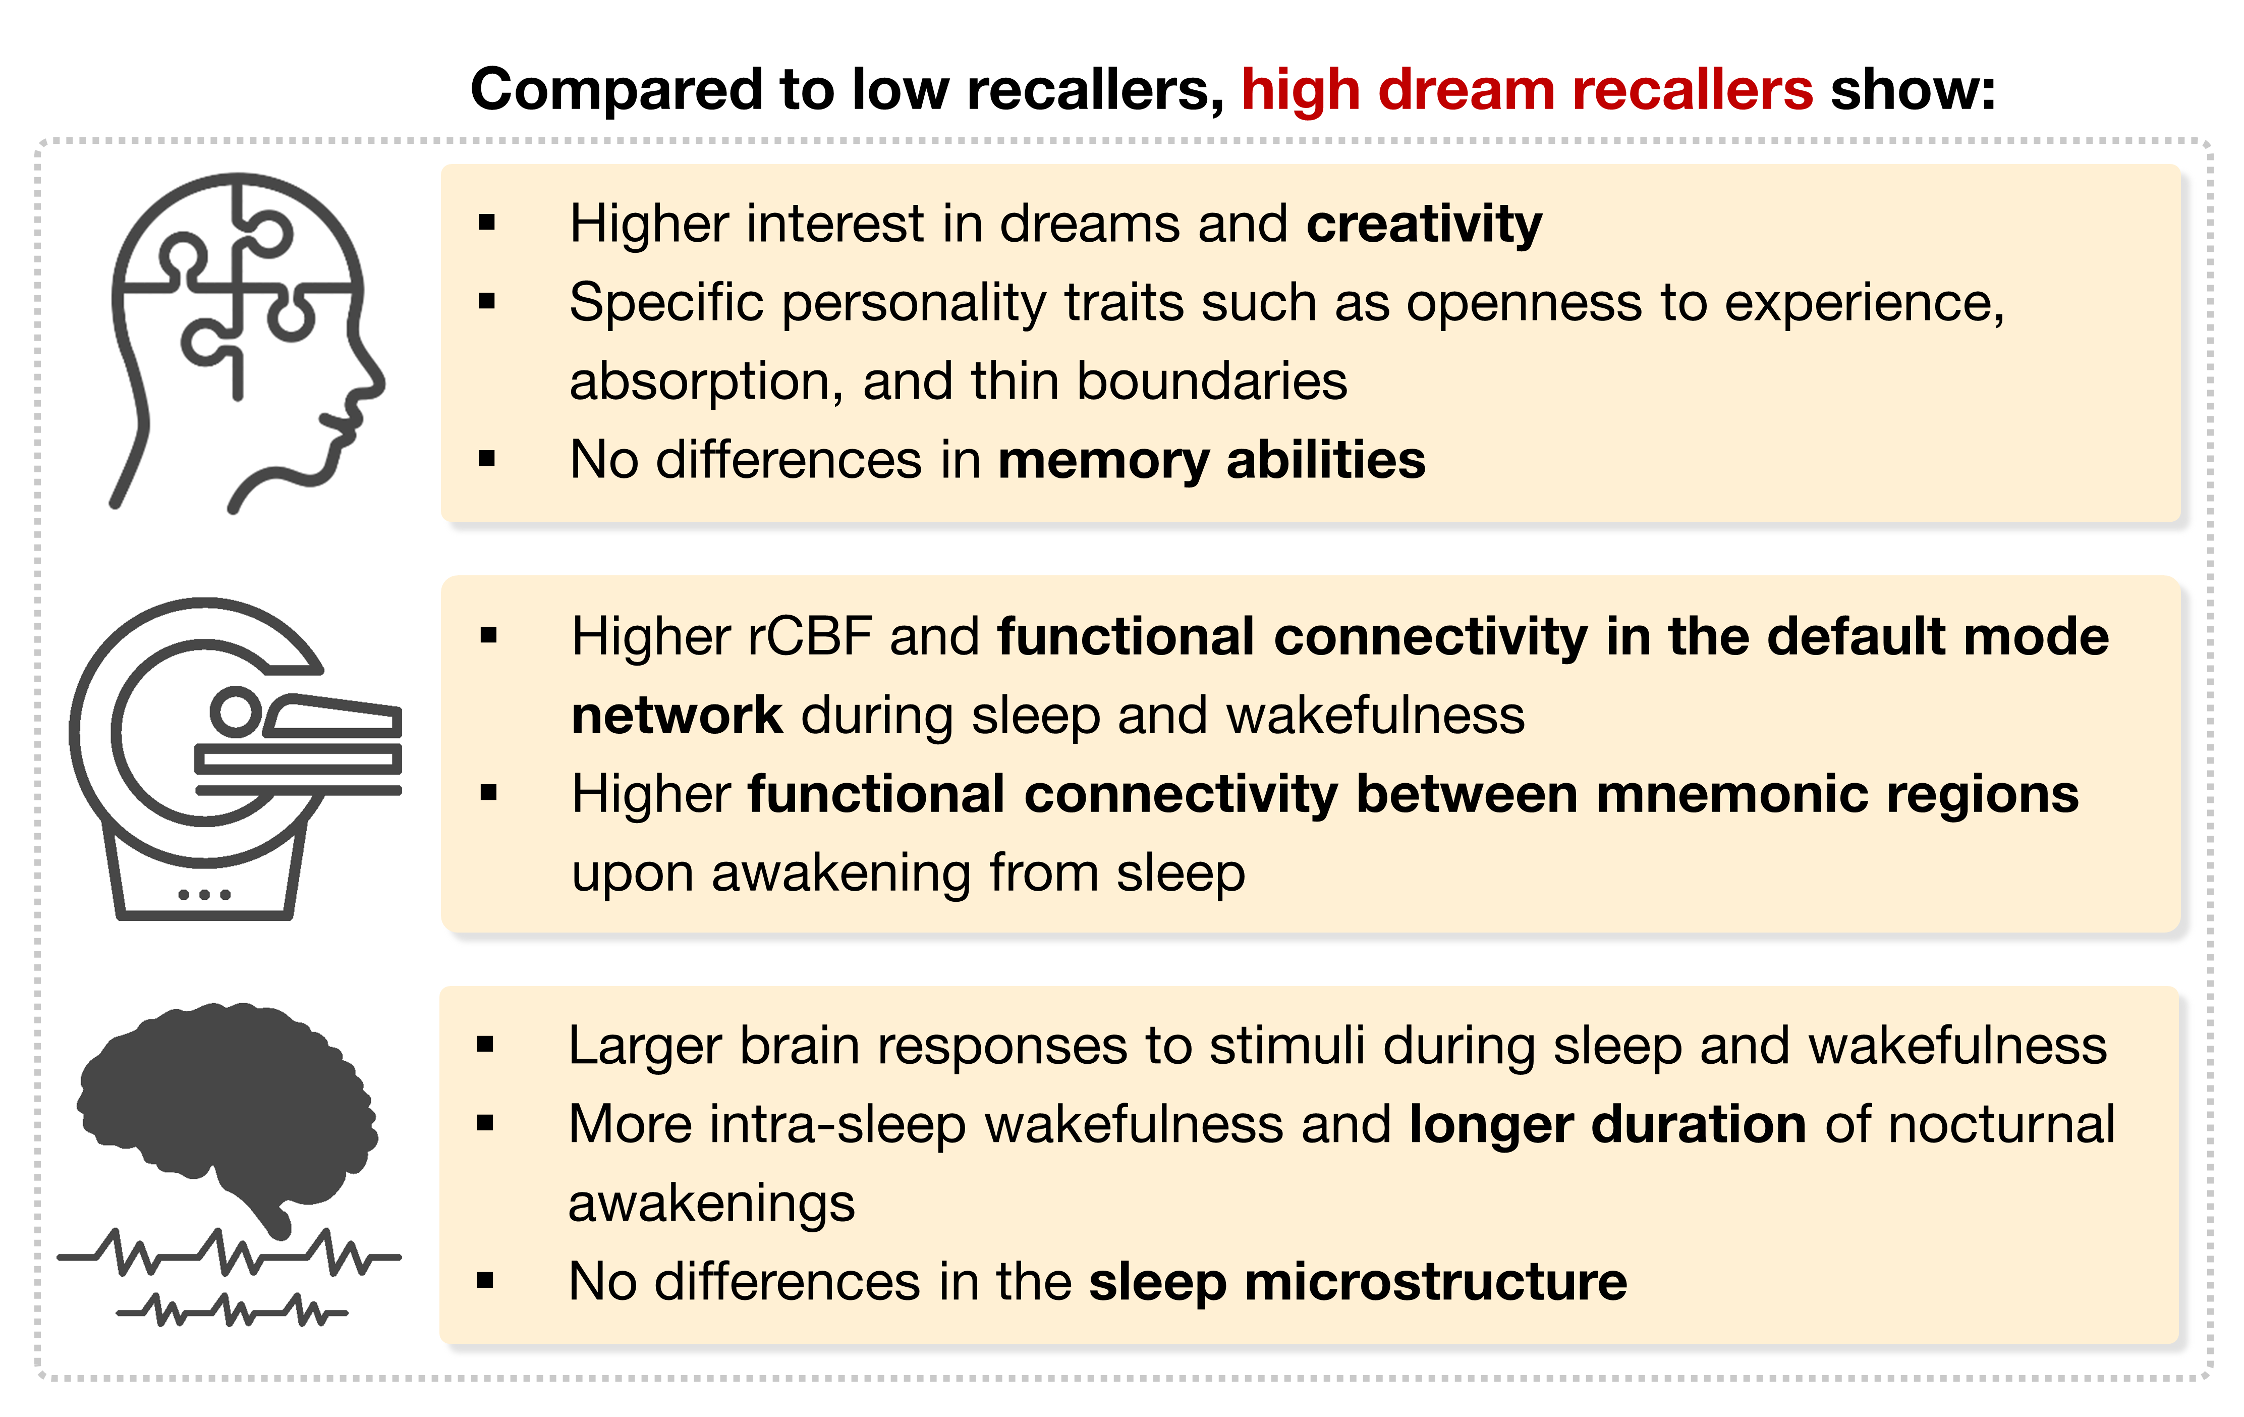 Compared to low recallers, high dream recallers show:
▪ Higher interest in dreams and creativity
▪ Specific personality traits such as openness to experience,
absorption, and thin boundaries
▪ No differences in memory abilities
▪ Higher rCBF and functional connectivity in the default mode
network during sleep and wakefulness
▪ Higher functional connectivity between mnemonic regions
upon awakening from sleep
▪ Larger brain responses to stimuli during sleep and wakefulness
▪ More intra-sleep wakefulness and longer duration of nocturnal
awakenings
▪ No differences in the sleep microstructure